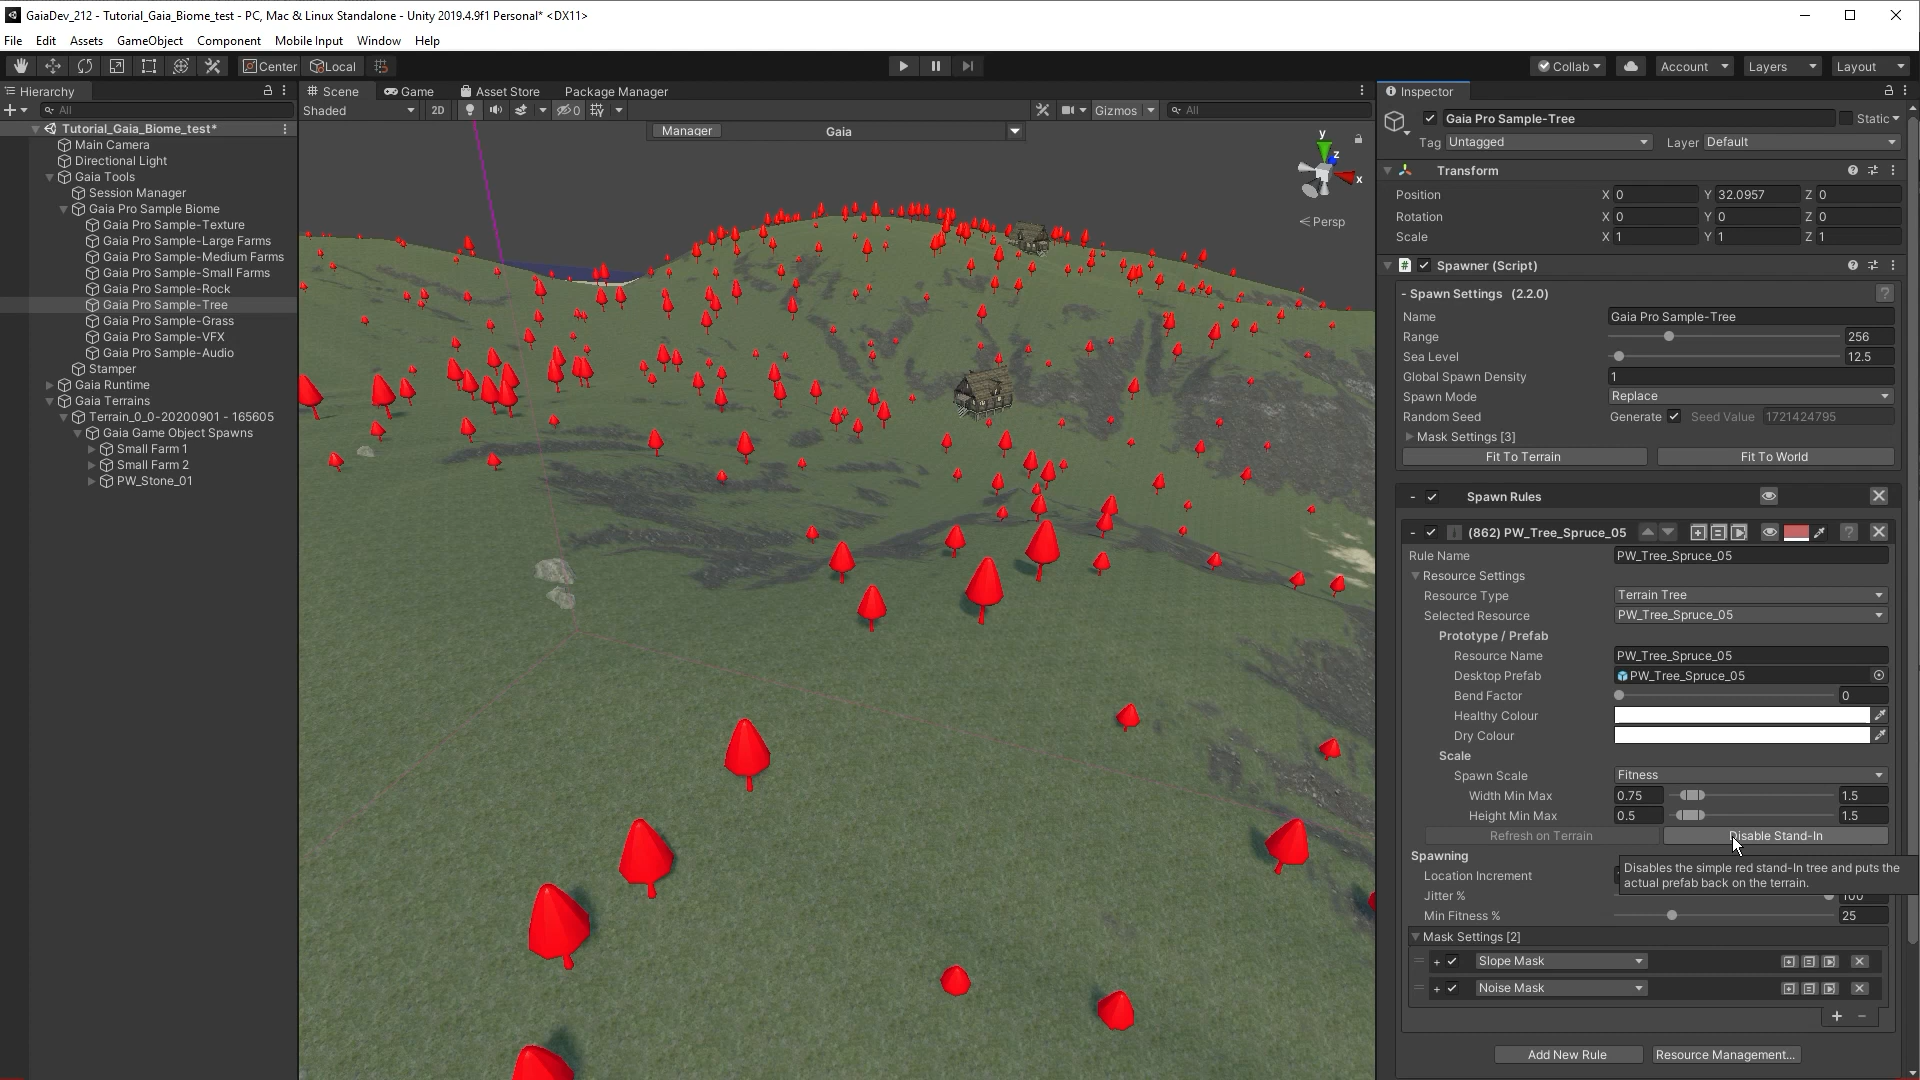 GaiaDev_212 - Tutorial_Gaia_Biome_test - PC, Mac & Linux Standalone - Unity 2019.4.9f1 Personal* <DX11>
File Edit Assets GameObject Component Mobile Input Window Help
Center Local Collab Account Layers Layout
Hierarchy
All
Tutorial_Gaia_Biome_test*
Main Camera
Directional Light
Gaia Tools
Session Manager
Gaia Pro Sample Biome
Gaia Pro Sample-Texture
Gaia Pro Sample-Large Farms
Gaia Pro Sample-Medium Farms
Gaia Pro Sample-Small Farms
Gaia Pro Sample-Rock
Gaia Pro Sample-Tree
Gaia Pro Sample-Grass
Gaia Pro Sample-VFX
Gaia Pro Sample-Audio
Stamper
Gaia Runtime
Gaia Terrains
Terrain_0_0-20200901 - 165605
Gaia Game Object Spawns
Small Farm 1
Small Farm 2
PW_Stone_01
Scene Game Asset Store Package Manager
Shaded 2D 0 Gizmos All
Manager Gaia
y
z
x
Persp
Inspector
Gaia Pro Sample-Tree Static
Tag Untagged Layer Default
Transform
Position X 0 Y 32.0957 Z 0
Rotation X 0 Y 0 Z 0
Scale X 1 Y 1 Z 1
# Spawner (Script)
- Spawn Settings (2.2.0) ?
Name Gaia Pro Sample-Tree
Range 256
Sea Level 12.5
Global Spawn Density 1
Spawn Mode Replace
Random Seed Generate Seed Value 1721424795
Mask Settings [3]
Fit To Terrain Fit To World
- Spawn Rules
- (862) PW_Tree_Spruce_05 ?
Rule Name PW_Tree_Spruce_05
Resource Settings
Resource Type Terrain Tree
Selected Resource PW_Tree_Spruce_05
Prototype / Prefab
Resource Name PW_Tree_Spruce_05
Desktop Prefab PW_Tree_Spruce_05
Bend Factor 0
Healthy Colour
Dry Colour
Scale
Spawn Scale Fitness
Width Min Max 0.75 1.5
Height Min Max 0.5 1.5
Refresh on Terrain Disable Stand-In
Spawning
Disables the simple red stand-In tree and puts the
actual prefab back on the terrain.
Location Increment
Jitter % 100
Min Fitness % 25
Mask Settings [2]
+ Slope Mask
+ Noise Mask
+ -
Add New Rule Resource Management...